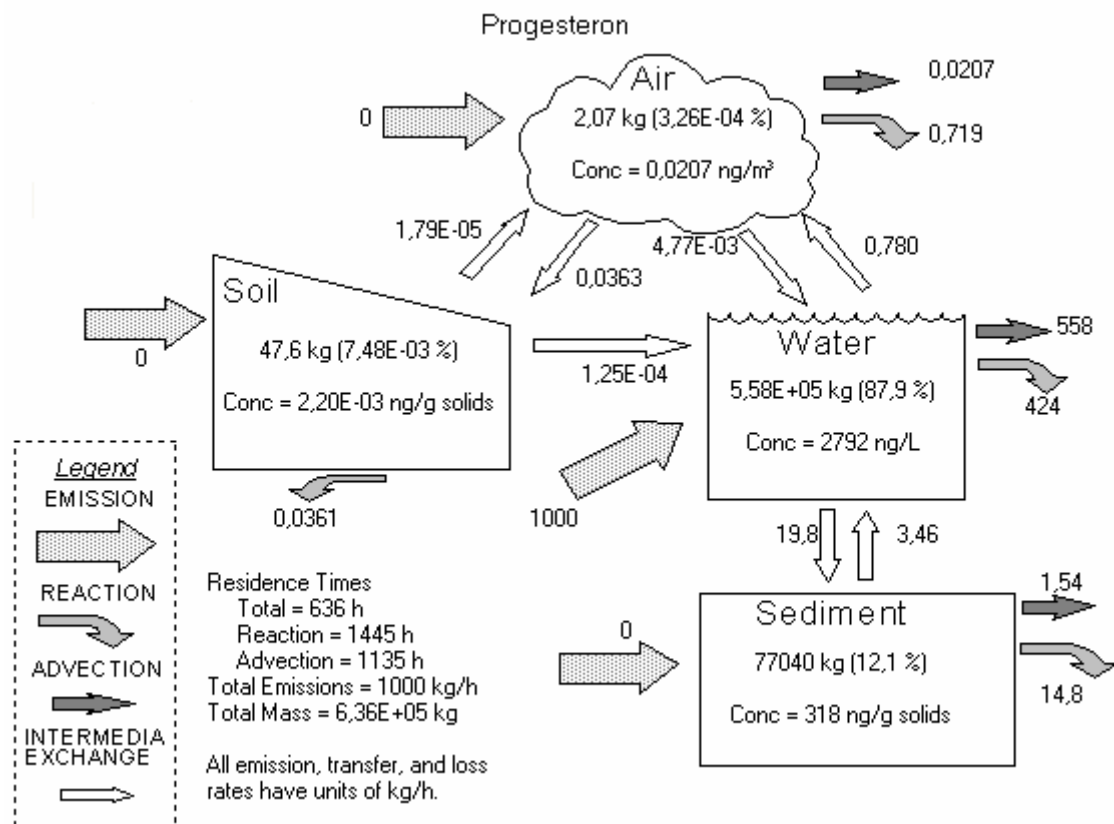 Progesteron
Air
2,07 kg (3,26E-04 %)
Conc = 0,0207 ng/m³
0
0,0207
0,719
1,79E-05
0,0363
4,77E-03
0,780
Soil
47,6 kg (7,48E-03 %)
Conc = 2,20E-03 ng/g solids
0
0,0361
1,25E-04
Water
5,58E+05 kg (87,9 %)
Conc = 2792 ng/L
558
424
1000
19,8
3,46
Sediment
77040 kg (12,1 %)
Conc = 318 ng/g solids
0
1,54
14,8
Legend
EMISSION
REACTION
ADVECTION
INTERMEDIA
EXCHANGE
Residence Times
Total = 636 h
Reaction = 1445 h
Advection = 1135 h
Total Emissions = 1000 kg/h
Total Mass = 6,36E+05 kg
All emission, transfer, and loss
rates have units of kg/h.